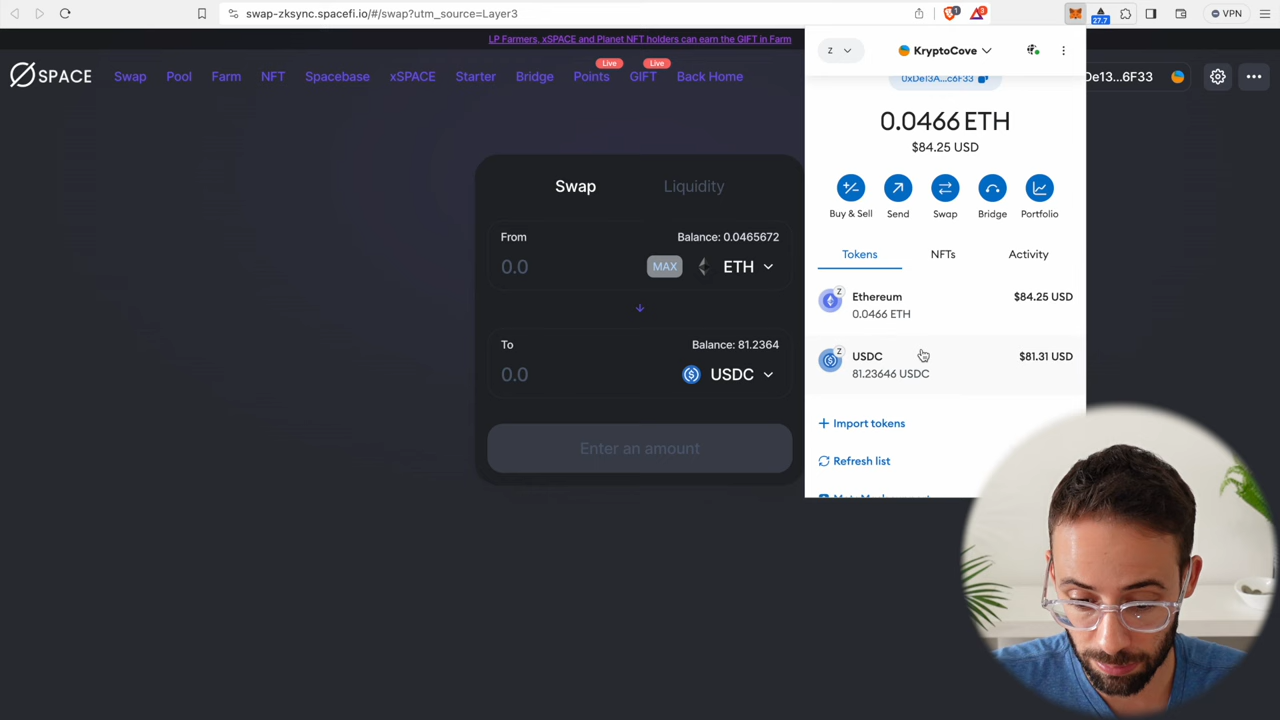 swap-zksync.spacefi.io/#/swap?utm_source=Layer3
1
3
27.7
VPN
LP Farmers, xSPACE and Planet NFT holders can earn the GIFT in Farm
SPACE
Swap
Pool
Farm
NFT
Spacebase
xSPACE
Starter
Bridge
Live
Points
Live
GIFT
Back Home
De13...6F33
Z
KryptoCove
0xDe13A...c6F33
0.0466 ETH
$84.25 USD
Buy & Sell
Send
Swap
Bridge
Portfolio
Tokens
NFTs
Activity
Z
Ethereum
$84.25 USD
0.0466 ETH
Z
USDC
$81.31 USD
81.23646 USDC
+ Import tokens
Refresh list
Swap
Liquidity
From
Balance: 0.0465672
0.0
MAX
ETH
To
Balance: 81.2364
0.0
USDC
Enter an amount